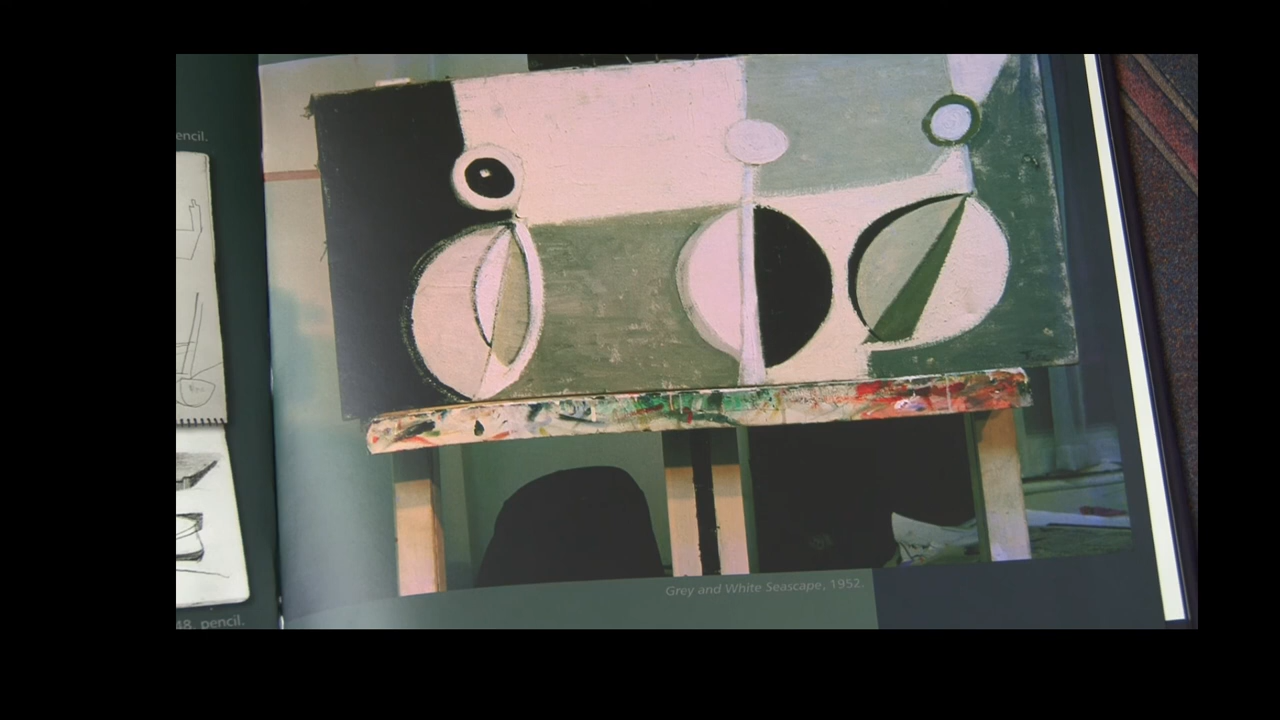 encil.
Grey and White Seascape, 1952.
48, pencil.